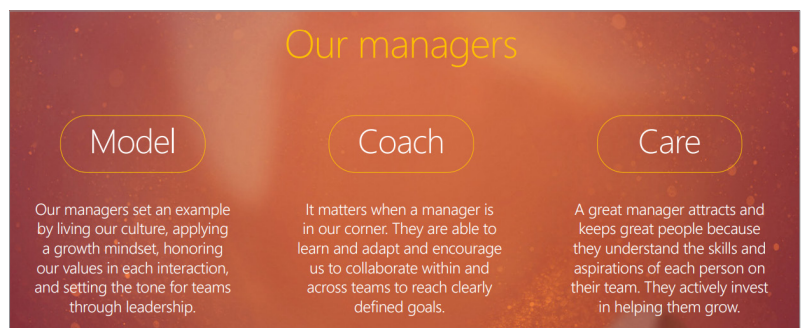 Our managers
Model
Our managers set an example
by living our culture, applying
a growth mindset, honoring
our values in each interaction,
and setting the tone for teams
through leadership.
Coach
It matters when a manager is
in our corner. They are able to
learn and adapt and encourage
us to collaborate within and
across teams to reach clearly
defined goals.
Care
A great manager attracts and
keeps great people because
they understand the skills and
aspirations of each person on
their team. They actively invest
in helping them grow.